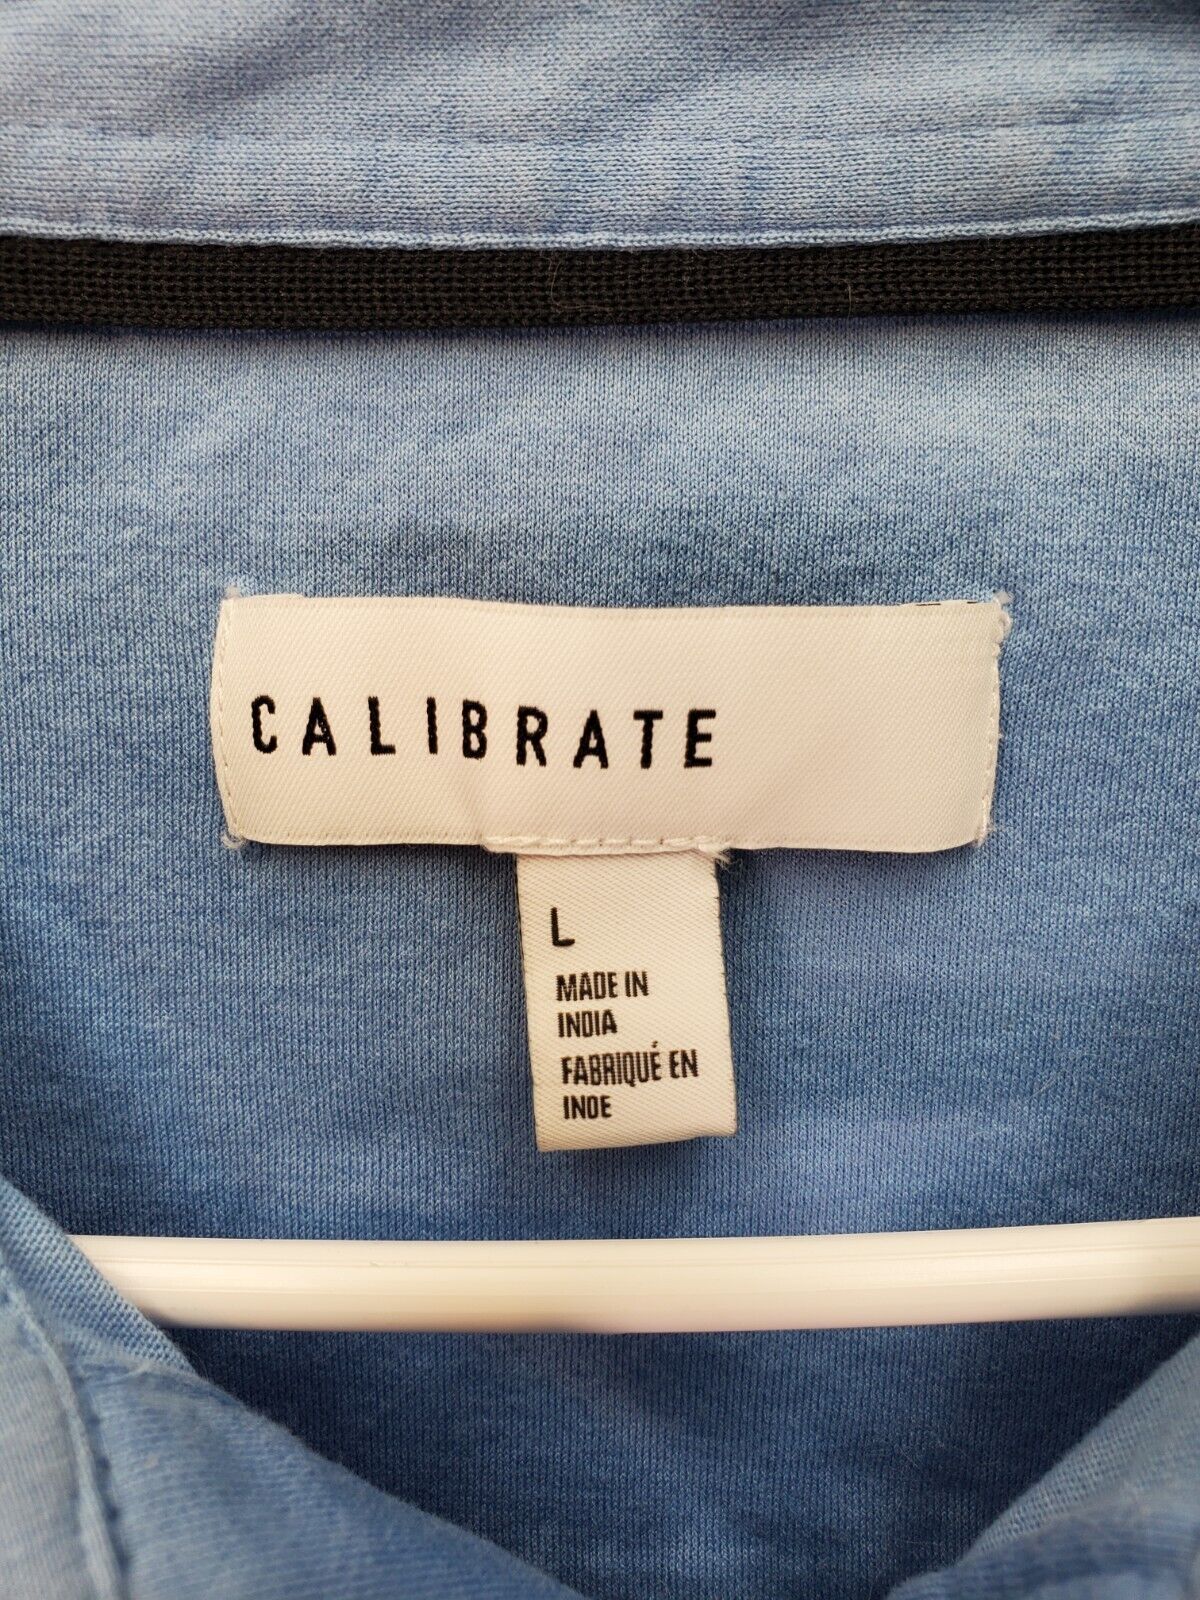 CALIBRATE
L
MADE IN
INDIA
FABRIQUÉ EN
INDE